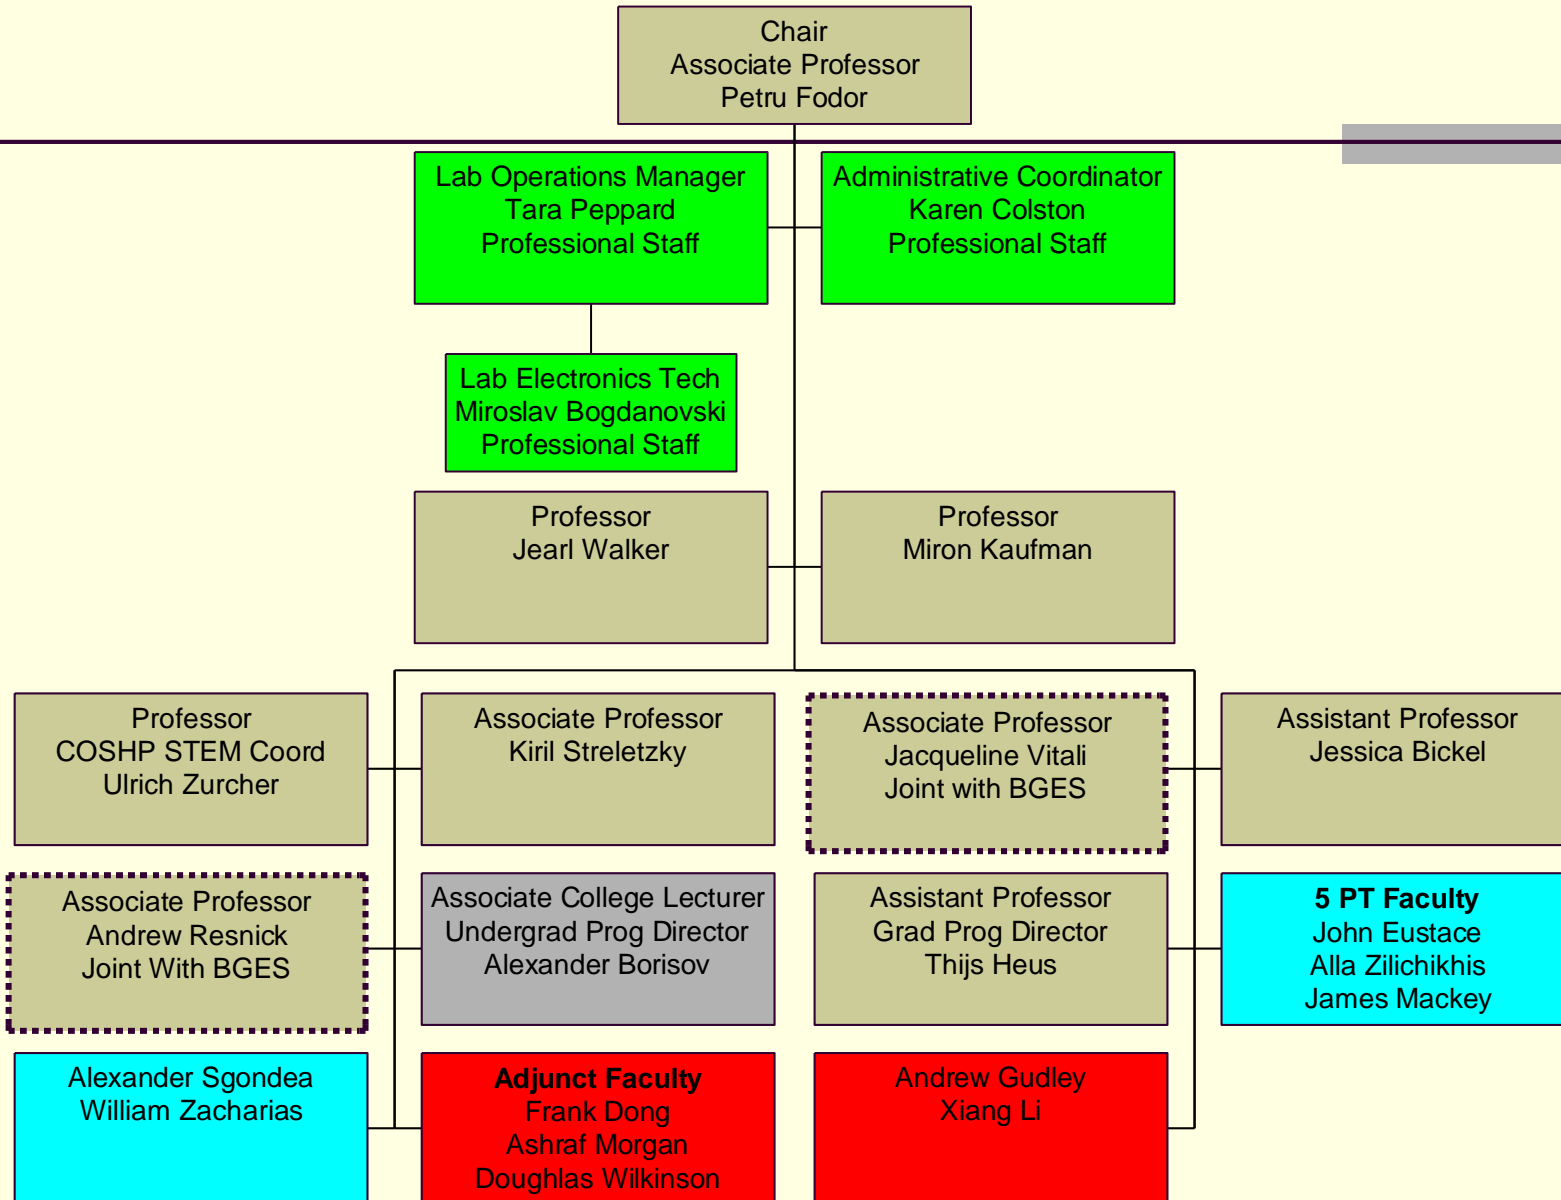 Chair
Associate Professor
Petru Fodor
Lab Operations Manager
Tara Peppard
Professional Staff
Administrative Coordinator
Karen Colston
Professional Staff
Lab Electronics Tech
Miroslav Bogdanovski
Professional Staff
Professor
Jearl Walker
Professor
Miron Kaufman
Professor
COSHP STEM Coord
Ulrich Zurcher
Associate Professor
Kiril Streletzky
Associate Professor
Jacqueline Vitali
Joint with BGES
Assistant Professor
Jessica Bickel
Associate Professor
Andrew Resnick
Joint With BGES
Associate College Lecturer
Undergrad Prog Director
Alexander Borisov
Assistant Professor
Grad Prog Director
Thijs Heus
5 PT Faculty
John Eustace
Alla Zilichikhis
James Mackey
Alexander Sgondea
William Zacharias
Adjunct Faculty
Frank Dong
Ashraf Morgan
Doughlas Wilkinson
Andrew Gudley
Xiang Li